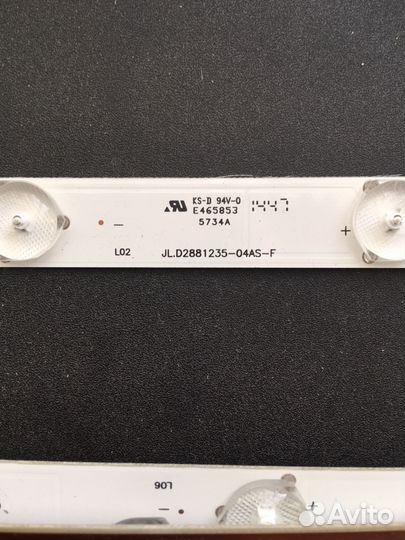 KS-D 94V-0
E465853 1447
5734A
- +
L02 JL.D2881235-04AS-F
L06
- +
Avito